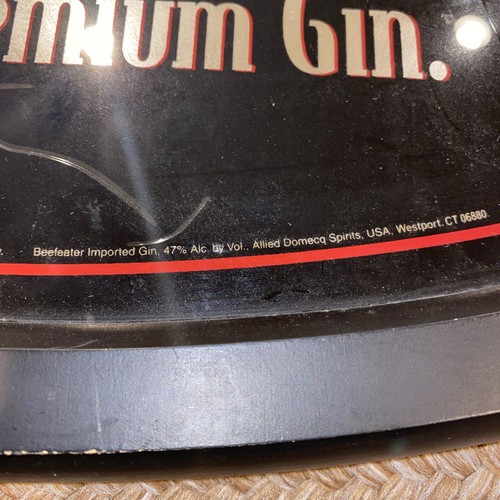 emium Gin.
Beefeater Imported Gin, 47% Alc. by Vol., Allied Domecq Spirits, USA, Westport, CT 06880